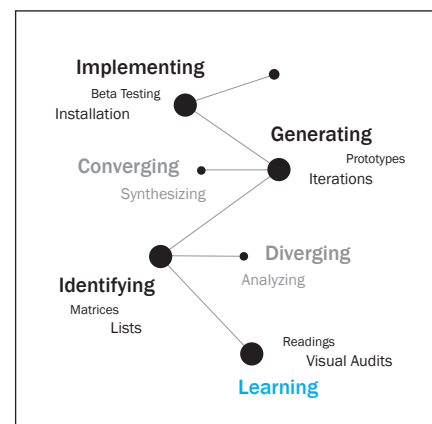 Implementing
Beta Testing
Installation
Generating
Prototypes
Iterations
Converging
Synthesizing
Diverging
Analyzing
Identifying
Matrices
Lists
Readings
Visual Audits
Learning